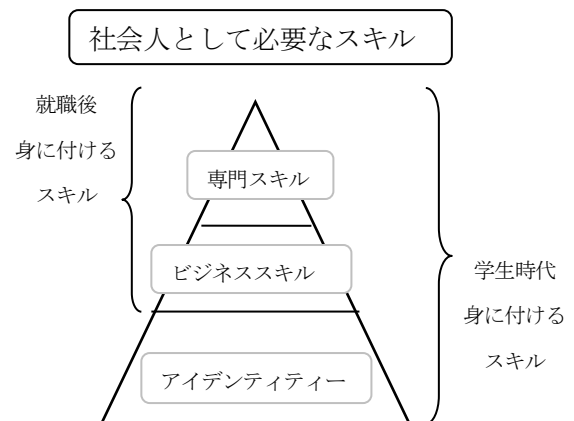 社会人として必要なスキル
就職後
身に付ける
スキル
専門スキル
ビジネススキル
アイデンティティー
学生時代
身に付ける
スキル